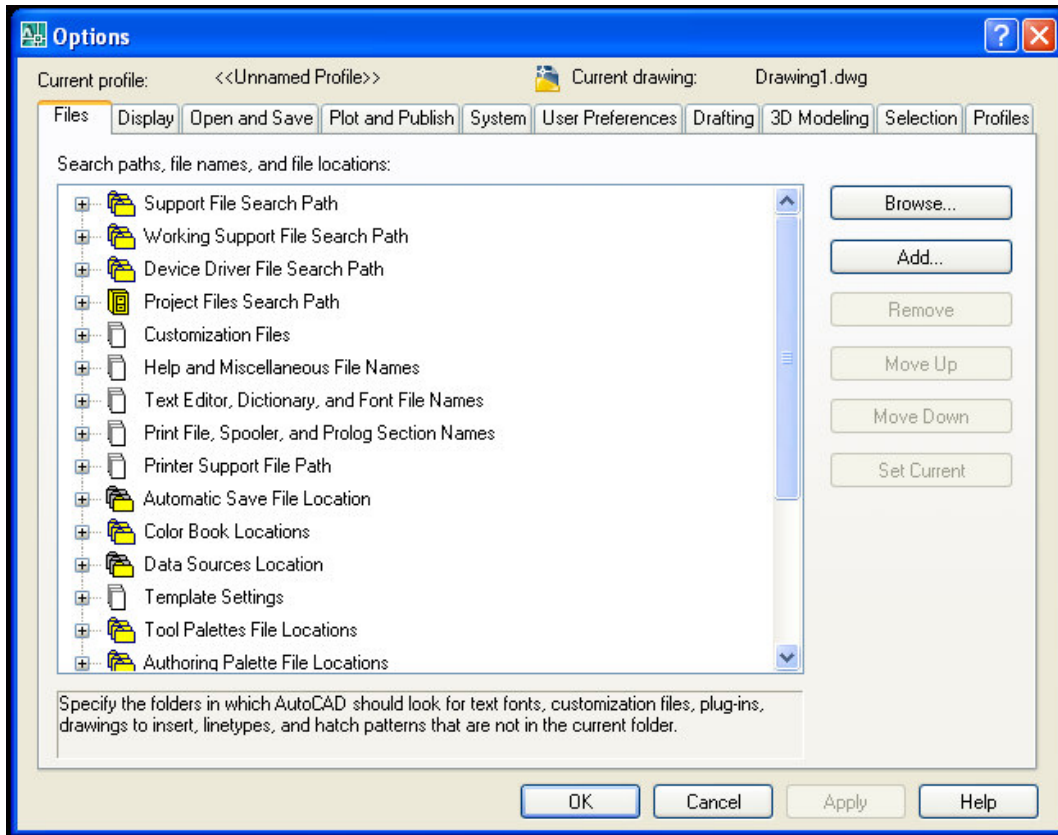 Options
Current profile: <<Unnamed Profile>> Current drawing: Drawing1.dwg
Files Display Open and Save Plot and Publish System User Preferences Drafting 3D Modeling Selection Profiles
Search paths, file names, and file locations:
Support File Search Path
Working Support File Search Path
Device Driver File Search Path
Project Files Search Path
Customization Files
Help and Miscellaneous File Names
Text Editor, Dictionary, and Font File Names
Print File, Spooler, and Prolog Section Names
Printer Support File Path
Automatic Save File Location
Color Book Locations
Data Sources Location
Template Settings
Tool Palettes File Locations
Authoring Palette File Locations
Browse...
Add...
Remove
Move Up
Move Down
Set Current
Specify the folders in which AutoCAD should look for text fonts, customization files, plug-ins,
drawings to insert, linetypes, and hatch patterns that are not in the current folder.
OK Cancel Apply Help